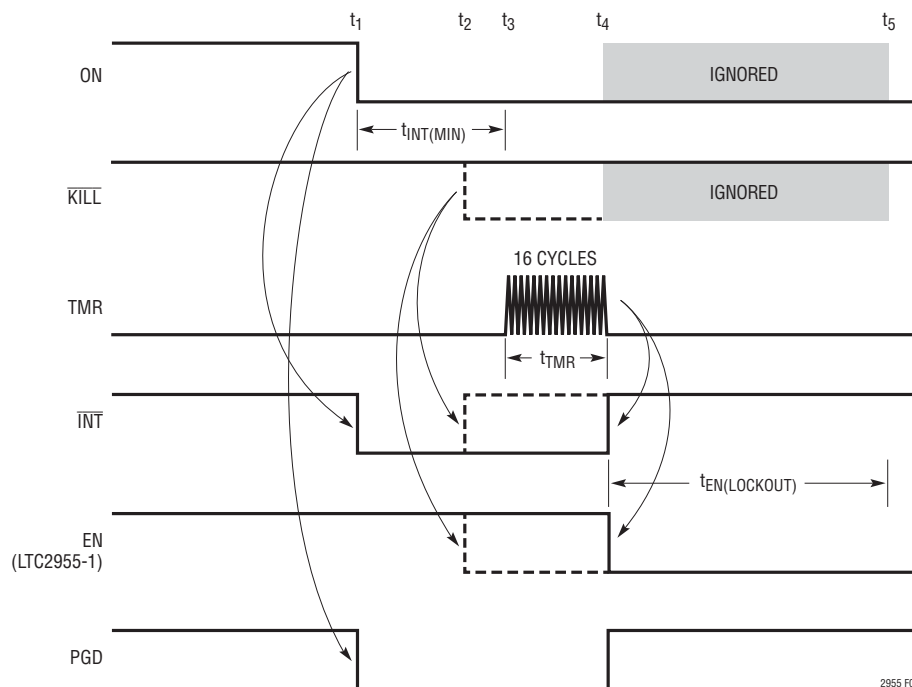 t1 t2 t3 t4 t5
ON
IGNORED
tINT(MIN)
KILL
IGNORED
16 CYCLES
TMR
tTMR
INT
tEN(LOCKOUT)
EN
(LTC2955-1)
PGD